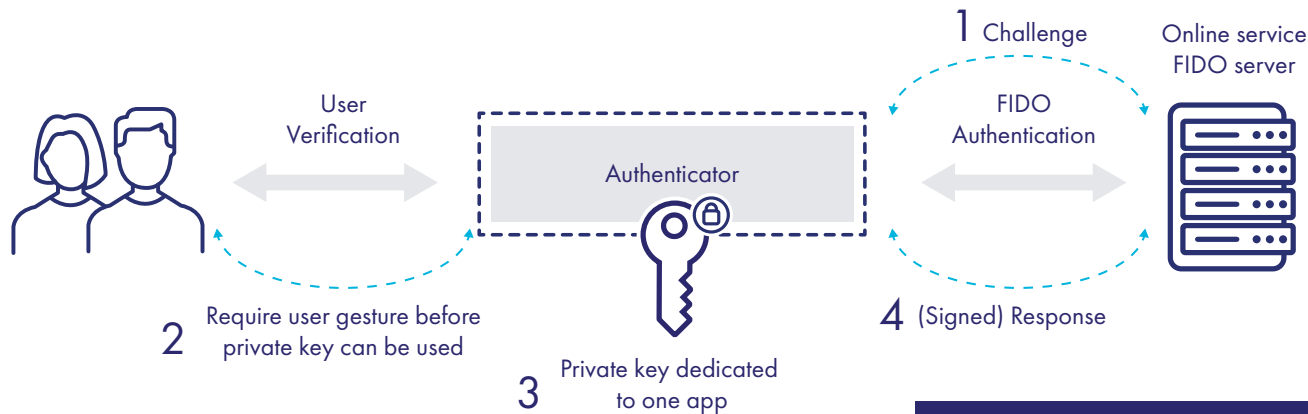 1 Challenge
Online service
FIDO server
User
Verification
FIDO
Authentication
Authenticator
2 Require user gesture before
private key can be used
4 (Signed) Response
3 Private key dedicated
to one app